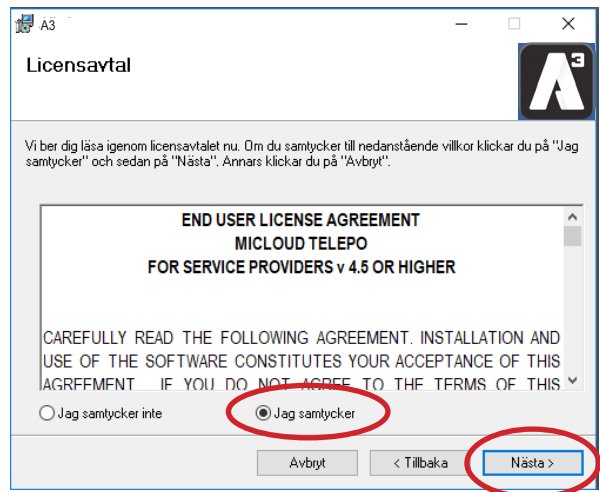 A3
Licensavtal
A3
Vi ber dig läsa igenom licensavtalet nu. Om du samtycker till nedanstående villkor klickar du på "Jag
samtycker" och sedan på "Nästa". Annars klickar du på "Avbryt".
END USER LICENSE AGREEMENT
MICLOUD TELEPO
FOR SERVICE PROVIDERS v 4.5 OR HIGHER
CAREFULLY READ THE FOLLOWING AGREEMENT. INSTALLATION AND
USE OF THE SOFTWARE CONSTITUTES YOUR ACCEPTANCE OF THIS
AGREEMENT. IF YOU DO NOT AGREE TO THE TERMS OF THIS
Jag samtycker inte Jag samtycker
Avbryt < Tillbaka Nästa >